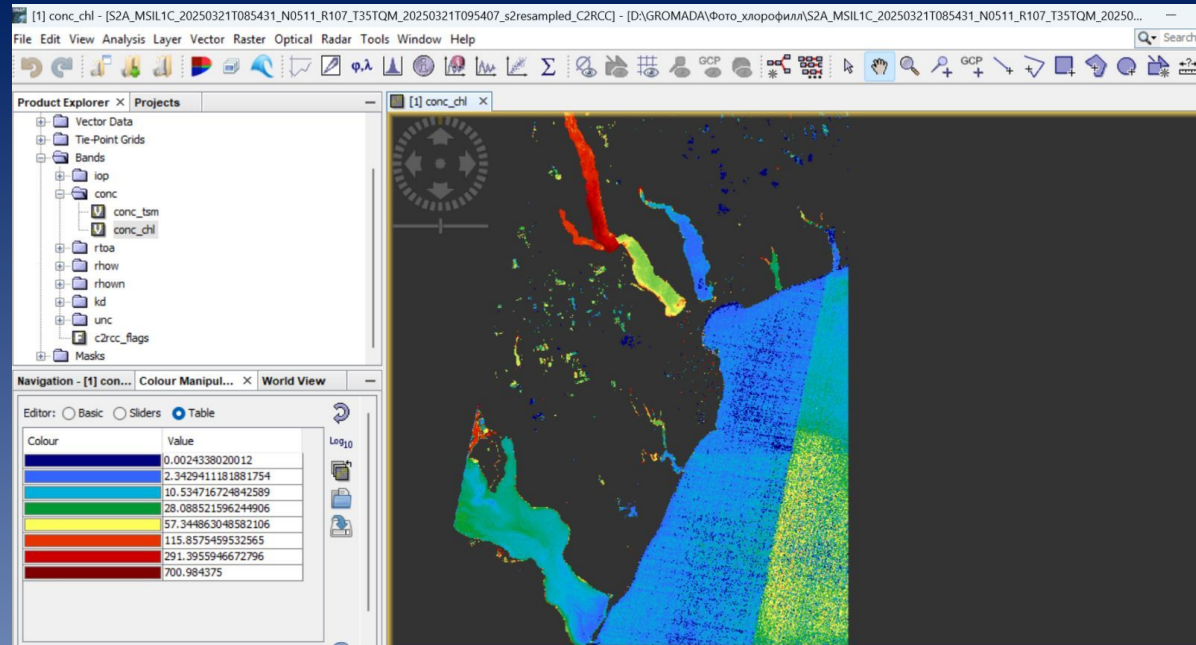 [1] conc_chl - [S2A_MSIL1C_20250321T085431_N0511_R107_T35TQM_20250321T095407_s2resampled_C2RCC] - [D:\GROMADA\Фото_хлорофилл\S2A_MSIL1C_20250321T085431_N0511_R107_T35TQM_20250...
File Edit View Analysis Layer Vector Raster Optical Radar Tools Window Help
Search
φ,λ Σ GCP GCP
Product Explorer × Projects
[1] conc_chl ×
Vector Data
Tie-Point Grids
Bands
iop
conc
conc_tsm
conc_chl
rtoa
rhow
rhown
kd
unc
c2rcc_flags
Masks
Navigation - [1] con... Colour Manipul... × World View
Editor: Basic Sliders Table
Colour Value
Log10
0.0024338020012
2.3429411181881754
10.534716724842589
28.088521596244906
57.344863048582106
115.8575459532565
291.3955946672796
700.984375